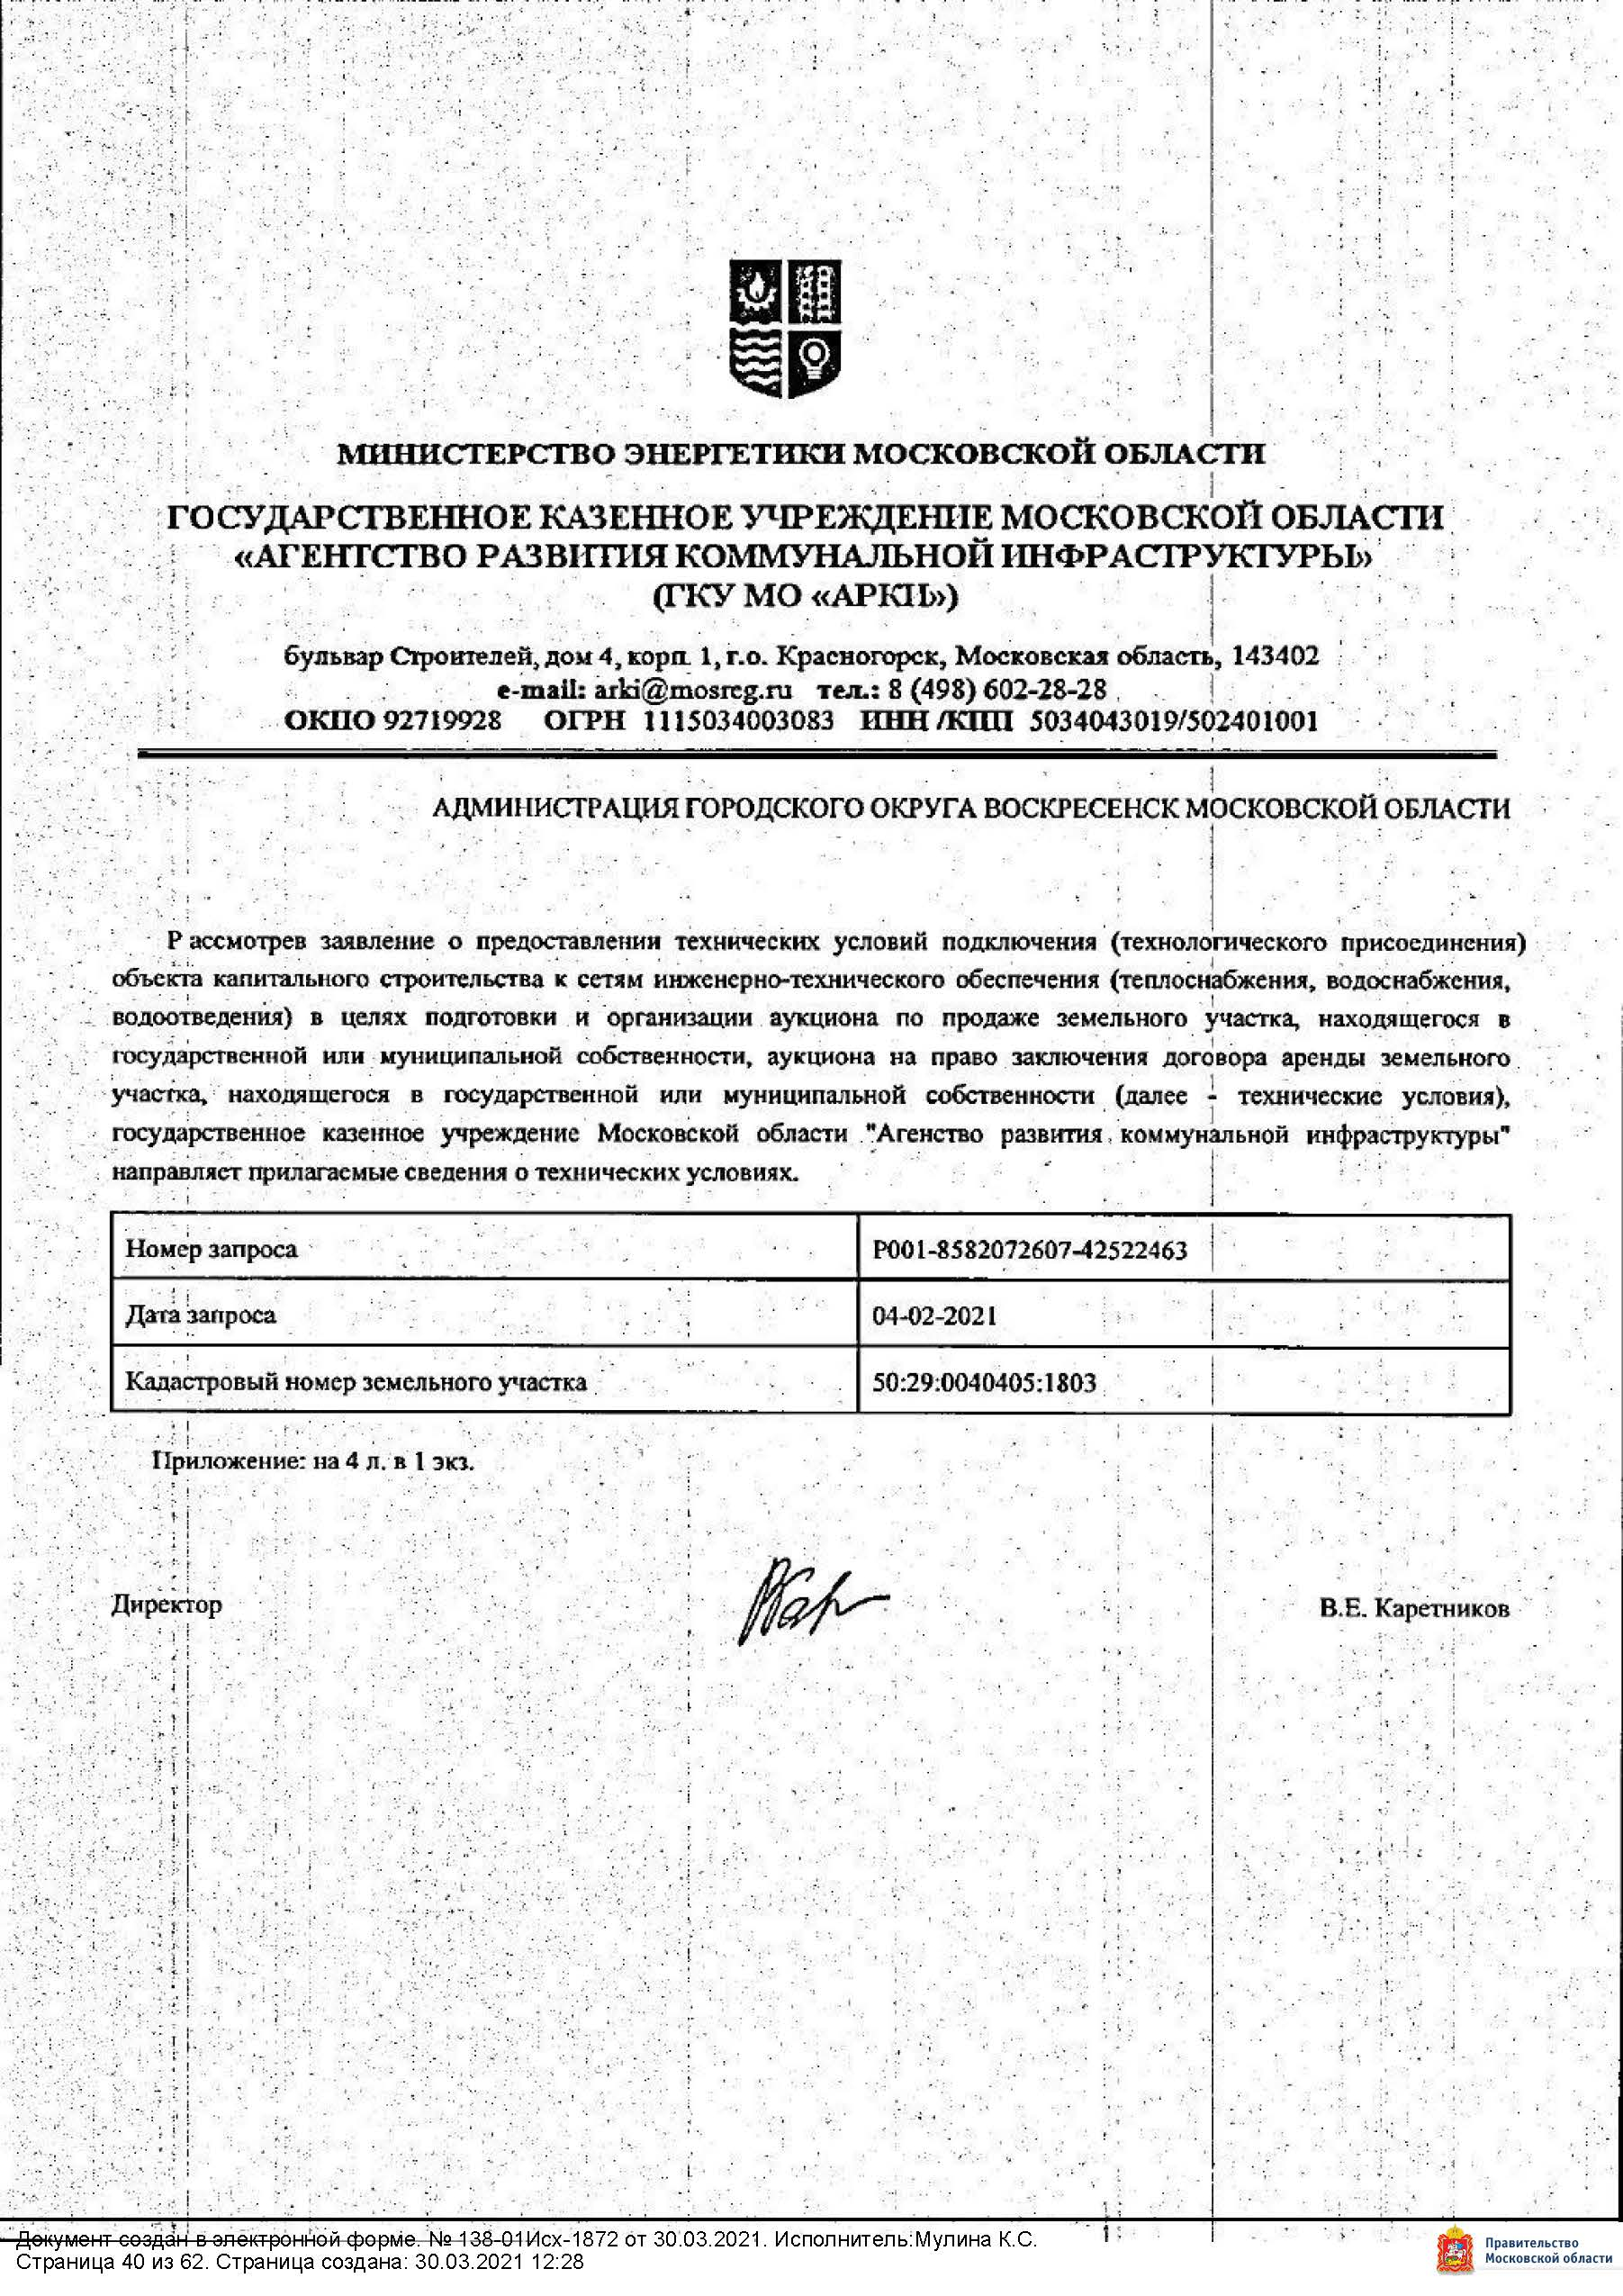 МИНИСТЕРСТВО ЭНЕРГЕТИКИ МОСКОВСКОЙ ОБЛАСТИ
ГОСУДАРСТВЕННОЕ КАЗЕННОЕ УЧРЕЖДЕНИЕ МОСКОВСКОЙ ОБЛАСТИ
«АГЕНТСТВО РАЗВИТИЯ КОММУНАЛЬНОЙ ИНФРАСТРУКТУРЫ»
(ГКУ МО «АРКИ»)
бульвар Строителей, дом 4, корп. 1, г.о. Красногорск, Московская область, 143402
e-mail: arki@mosreg.ru тел.: 8 (498) 602-28-28
ОКПО 92719928 ОГРН 1115034003083 ИНН /КПП 5034043019/502401001
АДМИНИСТРАЦИЯ ГОРОДСКОГО ОКРУГА ВОСКРЕСЕНСК МОСКОВСКОЙ ОБЛАСТИ
Рассмотрев заявление о предоставлении технических условий подключения (технологического присоединения)
объекта капитального строительства к сетям инженерно-технического обеспечения (теплоснабжения, водоснабжения,
водоотведения) в целях подготовки и организации аукциона по продаже земельного участка, находящегося в
государственной или муниципальной собственности, аукциона на право заключения договора аренды земельного
участка, находящегося в государственной или муниципальной собственности (далее - технические условия),
государственное казенное учреждение Московской области "Агенство развития коммунальной инфраструктуры"
направляет прилагаемые сведения о технических условиях.
Номер запроса P001-8582072607-42522463
Дата запроса 04-02-2021
Кадастровый номер земельного участка 50:29:0040405:1803
Приложение: на 4 л. в 1 экз.
Директор В.Е. Каретников
Документ создан в электронной форме. № 138-01Исх-1872 от 30.03.2021. Исполнитель:Мулина К.С.
Страница 40 из 62. Страница создана: 30.03.2021 12:28
Правительство
Московской области